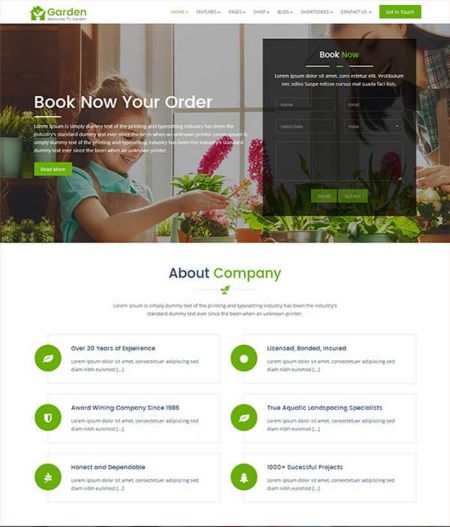 Garden
Welcome To Garden
HOME
FEATURES
PAGES
SHOP
BLOG
SHORTCODES
CONTACT US
Get In Touch
Book Now Your Order
Lorem Ipsum is simply dummy text of the printing and typesetting industry. Lorem Ipsum has been the
industry's standard dummy text ever since the been when an unknown printer. Lorem Ipsum is
simply dummy text of the printing and typesetting industry. Lorem Ipsum has been the industry's
standard dummy text ever since the been when an unknown printer.
Read More
Book Now
Lorem ipsum dolor sit amet, cons ectetur elit. Vestibulum
nec odios Suspe ndisse cursus mal suada faci lisis.
Name
Email
Select Date
About Company
Lorem Ipsum is simply dummy text of the printing and typesetting industry. Lorem Ipsum has been the industry's
standard dummy text ever since the been when an unknown printer.
Over 30 Years of Expeirence
Lorem ipsum dolor sit amet, consectetuer adipiscing sed
diam nibh euismod [...]
Licensed, Bonded, Insured
Lorem ipsum dolor sit amet, consectetuer adipiscing sed
diam nibh euismod [...]
Award Wining Company Since 1986
Lorem ipsum dolor sit amet, consectetuer adipiscing sed
diam nibh euismod [...]
True Aquatic Landspacing Specialists
Lorem ipsum dolor sit amet, consectetuer adipiscing sed
diam nibh euismod [...]
Honest and Dependable
Lorem ipsum dolor sit amet, consectetuer adipiscing sed
diam nibh euismod [...]
1000+ Sucessful Projects
Lorem ipsum dolor sit amet, consectetuer adipiscing sed
diam nibh euismod [...]